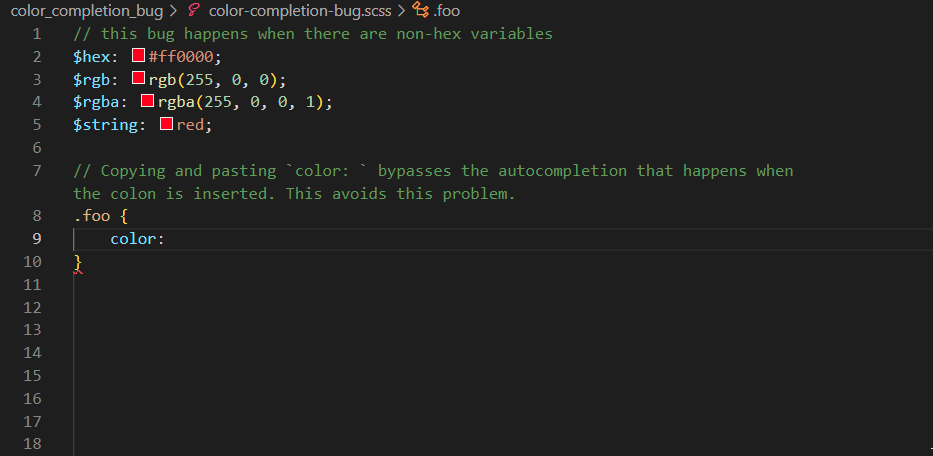 color_completion_bug > color-completion-bug.scss > .foo
1 // this bug happens when there are non-hex variables
2 $hex: #ff0000;
3 $rgb: rgb(255, 0, 0);
4 $rgba: rgba(255, 0, 0, 1);
5 $string: red;
6
7 // Copying and pasting `color: ` bypasses the autocompletion that happens when
the colon is inserted. This avoids this problem.
8 .foo {
9 color:
10 }
11
12
13
14
15
16
17
18